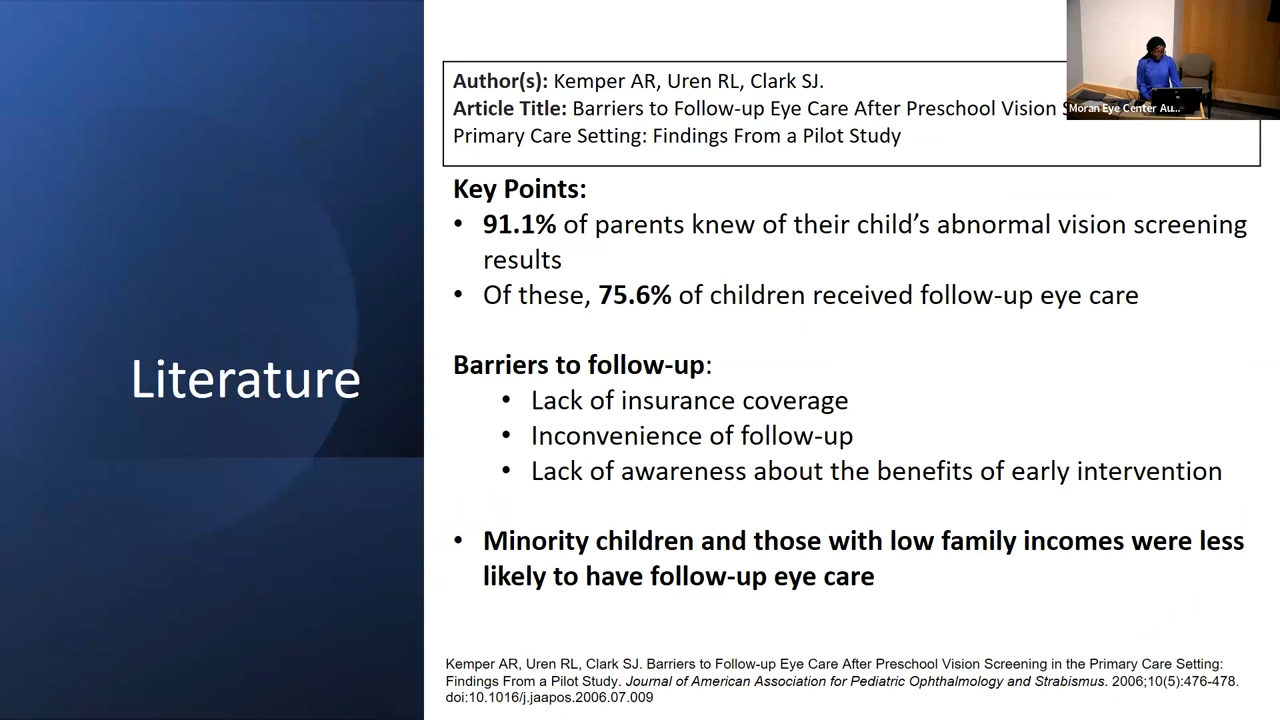 Literature
Author(s): Kemper AR, Uren RL, Clark SJ.
Article Title: Barriers to Follow-up Eye Care After Preschool Vision
Primary Care Setting: Findings From a Pilot Study
Moran Eye Center Au...
Key Points:
• 91.1% of parents knew of their child’s abnormal vision screening
results
• Of these, 75.6% of children received follow-up eye care
Barriers to follow-up:
• Lack of insurance coverage
• Inconvenience of follow-up
• Lack of awareness about the benefits of early intervention
• Minority children and those with low family incomes were less
likely to have follow-up eye care
Kemper AR, Uren RL, Clark SJ. Barriers to Follow-up Eye Care After Preschool Vision Screening in the Primary Care Setting:
Findings From a Pilot Study. Journal of American Association for Pediatric Ophthalmology and Strabismus. 2006;10(5):476-478.
doi:10.1016/j.jaapos.2006.07.009